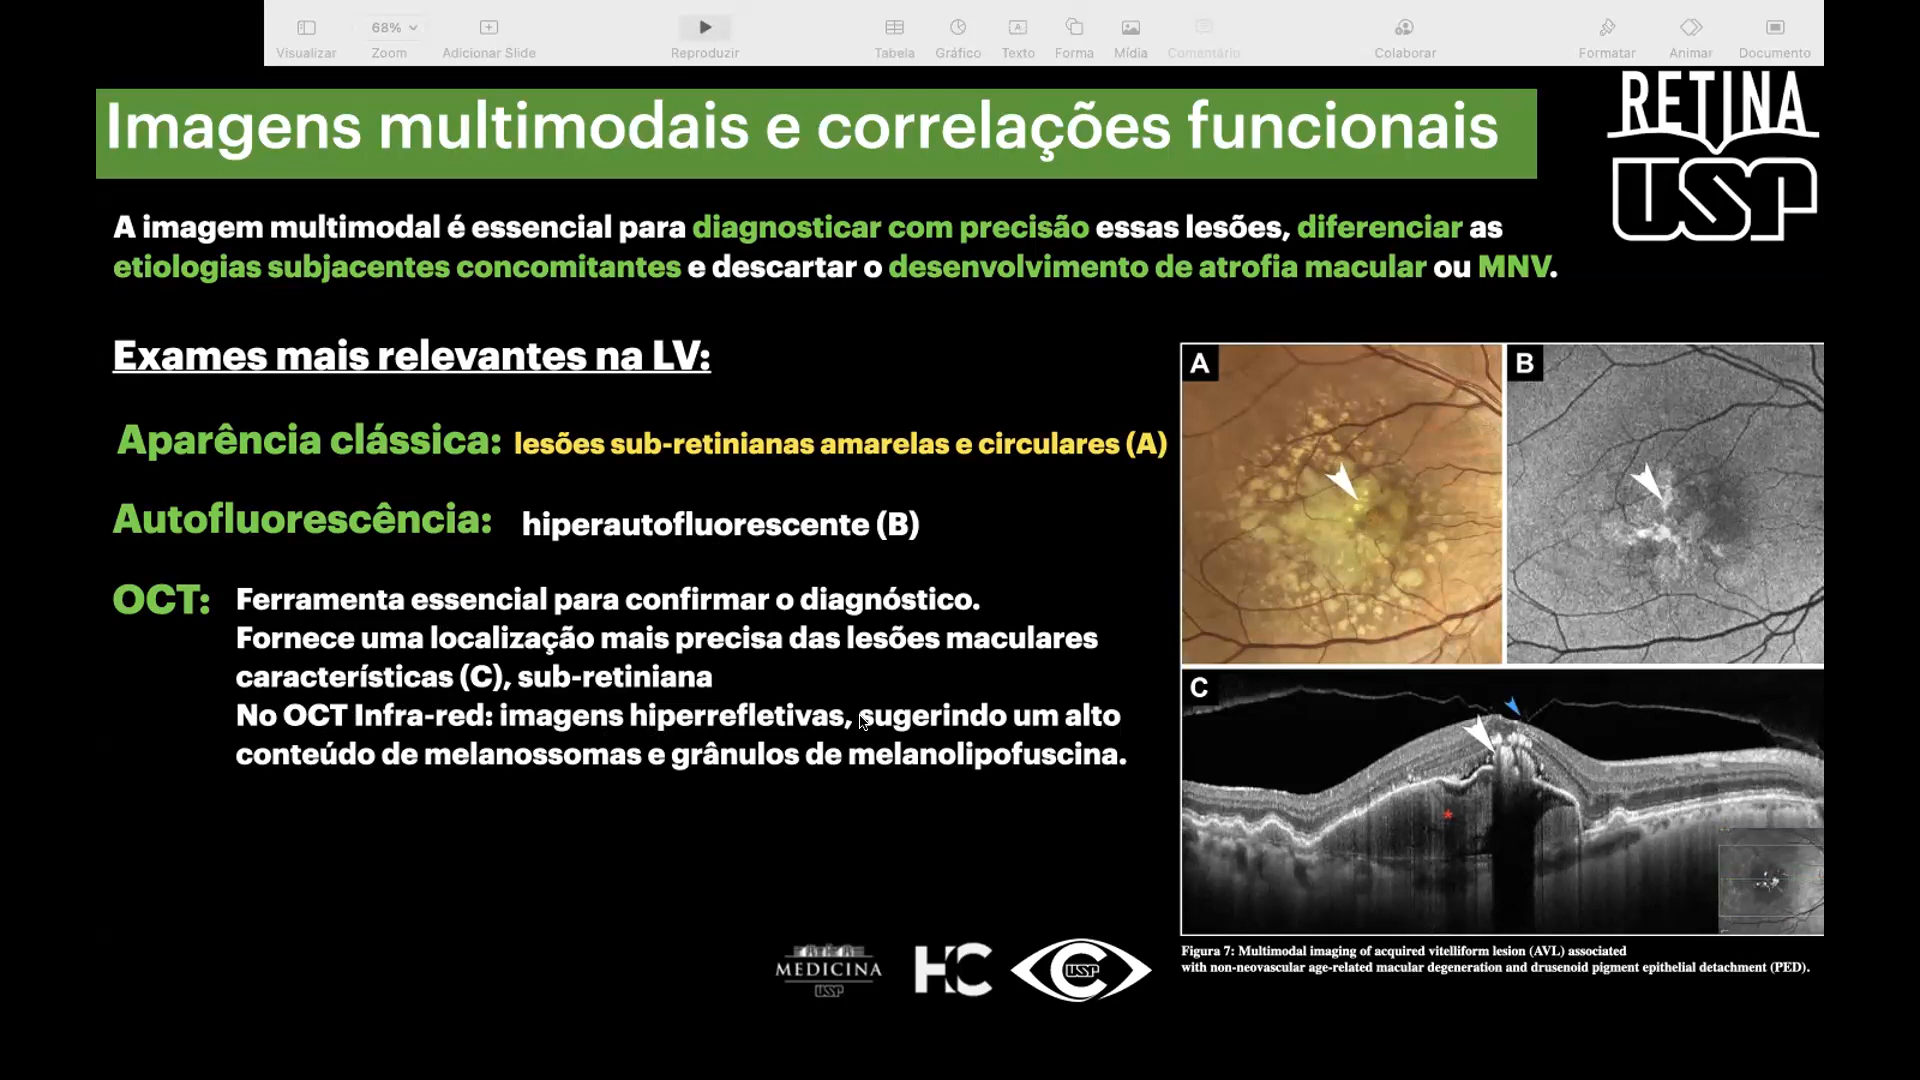 Visualizar
68%
Zoom
Adicionar Slide
Reproduzir
Tabela
Gráfico
Texto
Forma
Mídia
Comentário
Colaborar
Formatar
Animar
Documento
Imagens multimodais e correlações funcionais
RETINA
USP
A imagem multimodal é essencial para diagnosticar com precisão essas lesões, diferenciar as
etiologias subjacentes concomitantes e descartar o desenvolvimento de atrofia macular ou MNV.
Exames mais relevantes na LV:
Aparência clássica: lesões sub-retinianas amarelas e circulares (A)
Autofluorescência: hiperautofluorescente (B)
OCT: Ferramenta essencial para confirmar o diagnóstico.
Fornece uma localização mais precisa das lesões maculares
características (C), sub-retiniana
No OCT Infra-red: imagens hiperrefletivas, sugerindo um alto
conteúdo de melanossomas e grânulos de melanolipofuscina.
A
B
C
*
Figura 7: Multimodal imaging of acquired vitelliform lesion (AVL) associated
with non-neovascular age-related macular degeneration and drusenoid pigment epithelial detachment (PED).
MEDICINA
USP
HC
USP